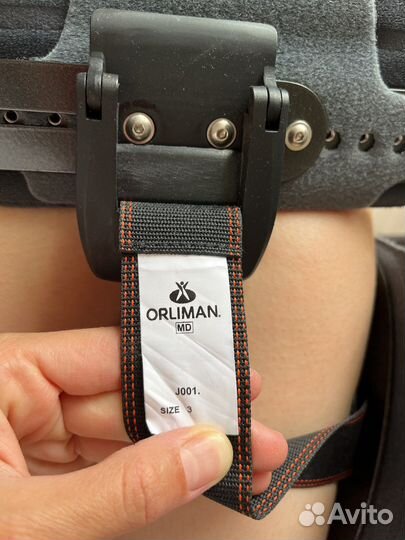 ORLIMAN.
MD
J001.
SIZE 3
Avito